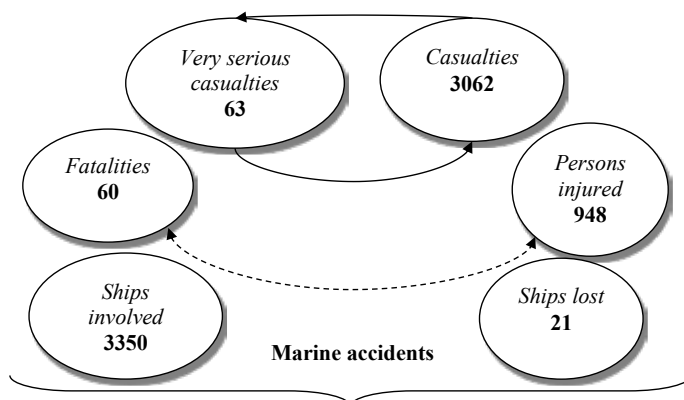 Very serious
casualties
63
Casualties
3062
Fatalities
60
Persons
injured
948
Ships
involved
3350
Ships lost
21
Marine accidents